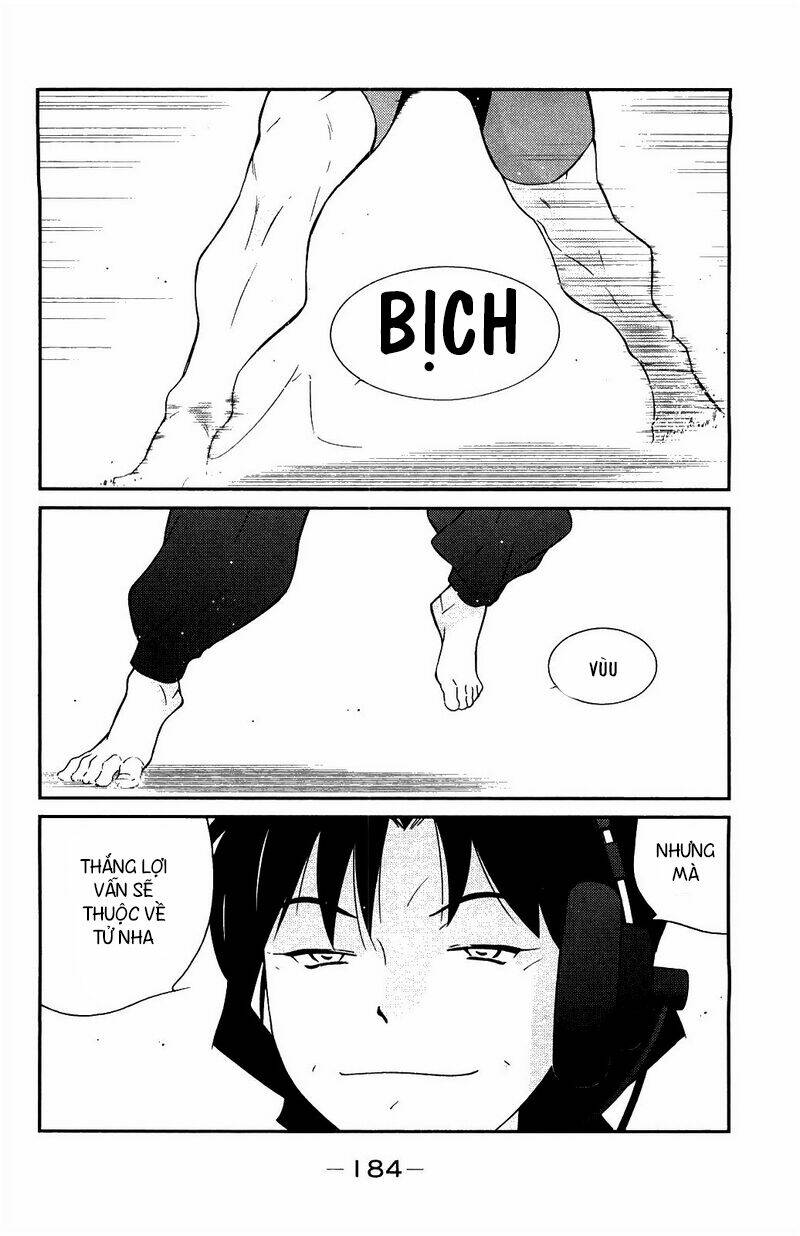 BỊCH
VÙU
NHƯNG
MÀ
THẮNG LỢI
VẪN SẼ
THUỘC VỀ
TỬ NHA
—184—